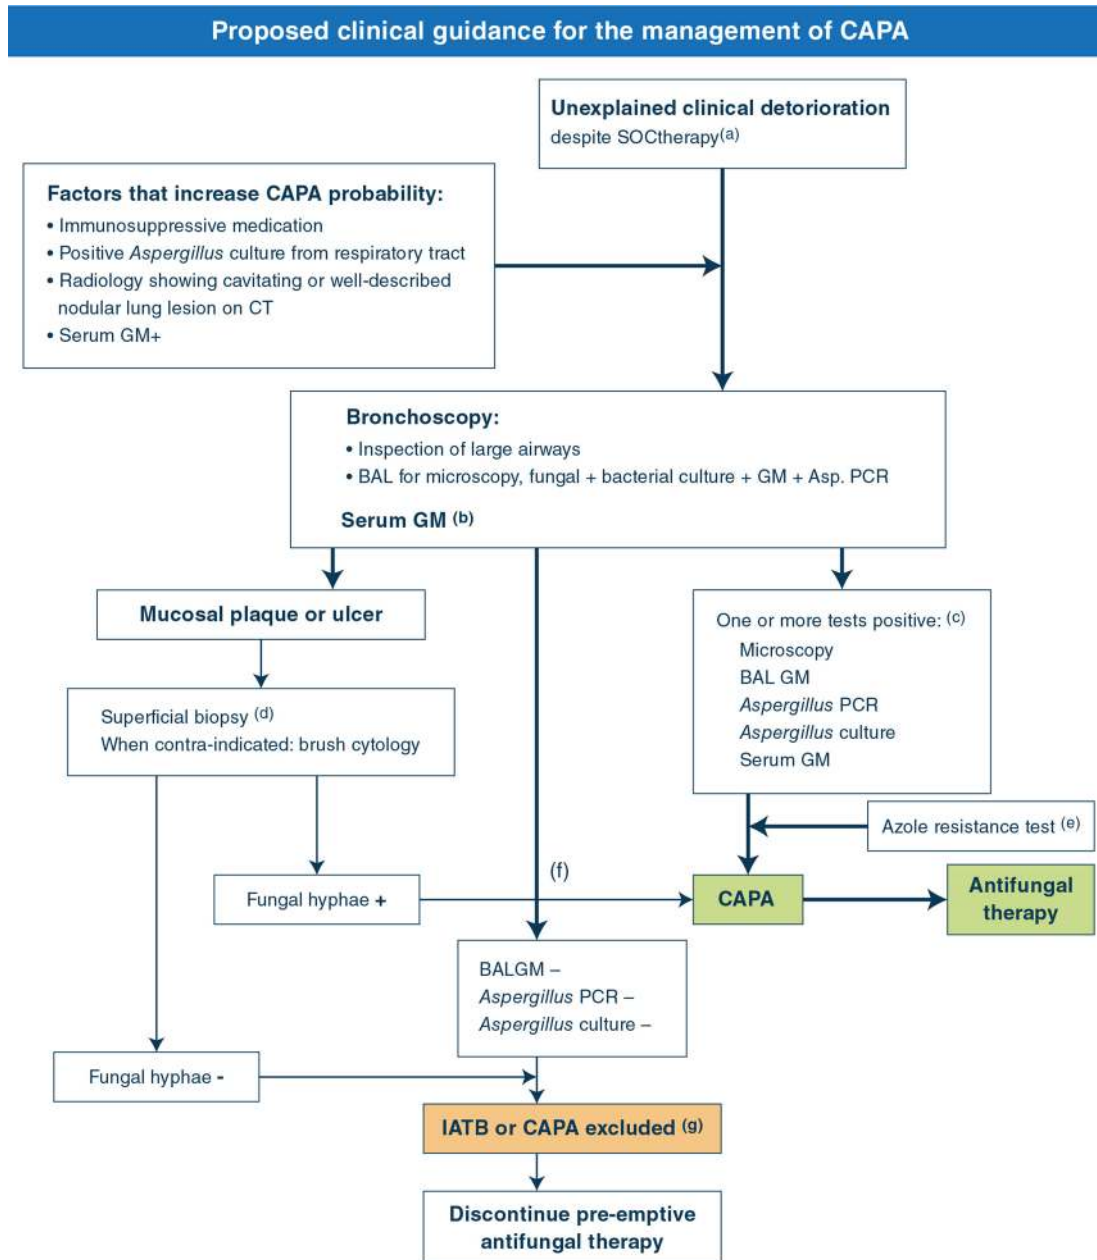 Proposed clinical guidance for the management of CAPA
Unexplained clinical detorioration
despite SOCtherapy(a)
Factors that increase CAPA probability:
• Immunosuppressive medication
• Positive Aspergillus culture from respiratory tract
• Radiology showing cavitating or well-described
nodular lung lesion on CT
• Serum GM+
Bronchoscopy:
• Inspection of large airways
• BAL for microscopy, fungal + bacterial culture + GM + Asp. PCR
Serum GM (b)
Mucosal plaque or ulcer
One or more tests positive: (c)
Microscopy
BAL GM
Aspergillus PCR
Aspergillus culture
Serum GM
Superficial biopsy (d)
When contra-indicated: brush cytology
Azole resistance test (e)
(f)
Fungal hyphae +
CAPA
Antifungal
therapy
BALGM –
Aspergillus PCR –
Aspergillus culture –
Fungal hyphae -
IATB or CAPA excluded (g)
Discontinue pre-emptive
antifungal therapy